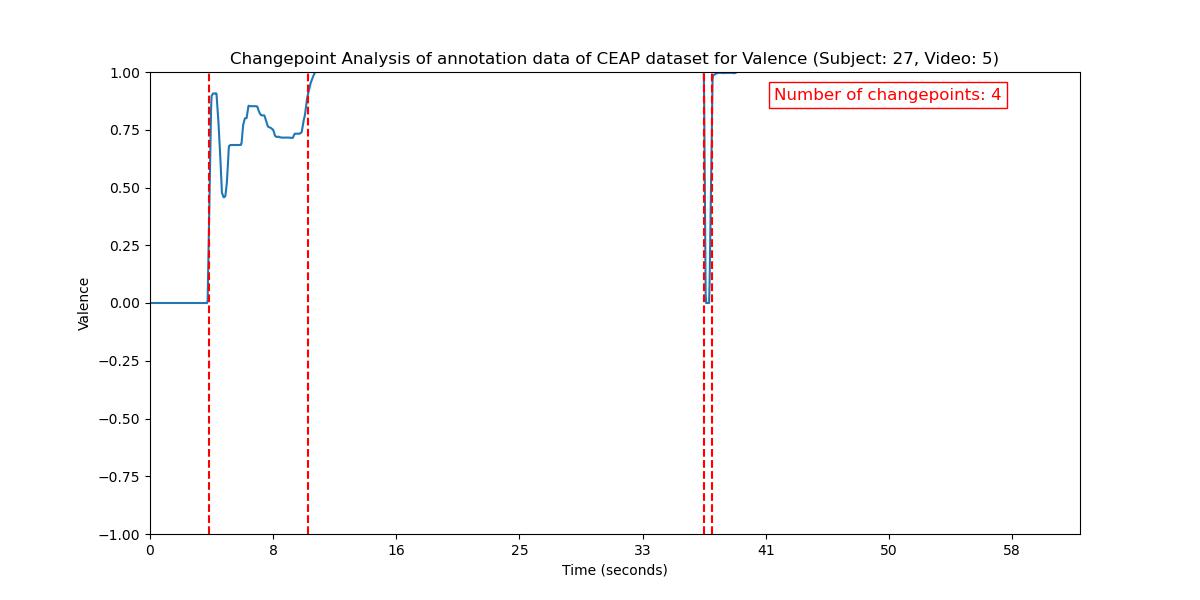 Changepoint Analysis of annotation data of CEAP dataset for Valence (Subject: 27, Video: 5)
Number of changepoints: 4
1.00
0.75
0.50
0.25
0.00
−0.25
−0.50
−0.75
−1.00
Valence
0 8 16 25 33 41 50 58
Time (seconds)